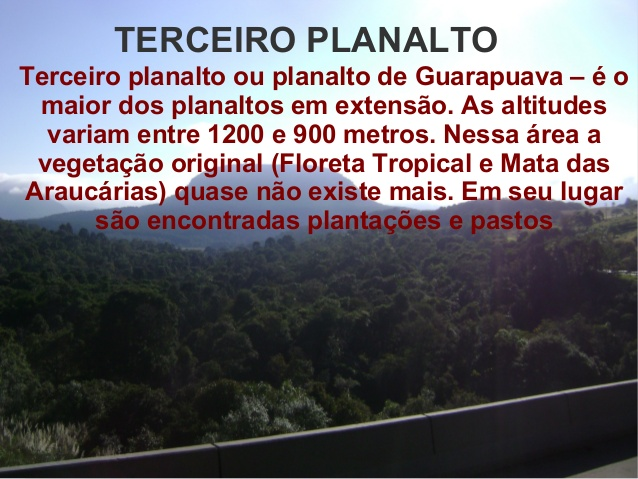 TERCEIRO PLANALTO
Terceiro planalto ou planalto de Guarapuava – é o
maior dos planaltos em extensão. As altitudes
variam entre 1200 e 900 metros. Nessa área a
vegetação original (Floreta Tropical e Mata das
Araucárias) quase não existe mais. Em seu lugar
são encontradas plantações e pastos